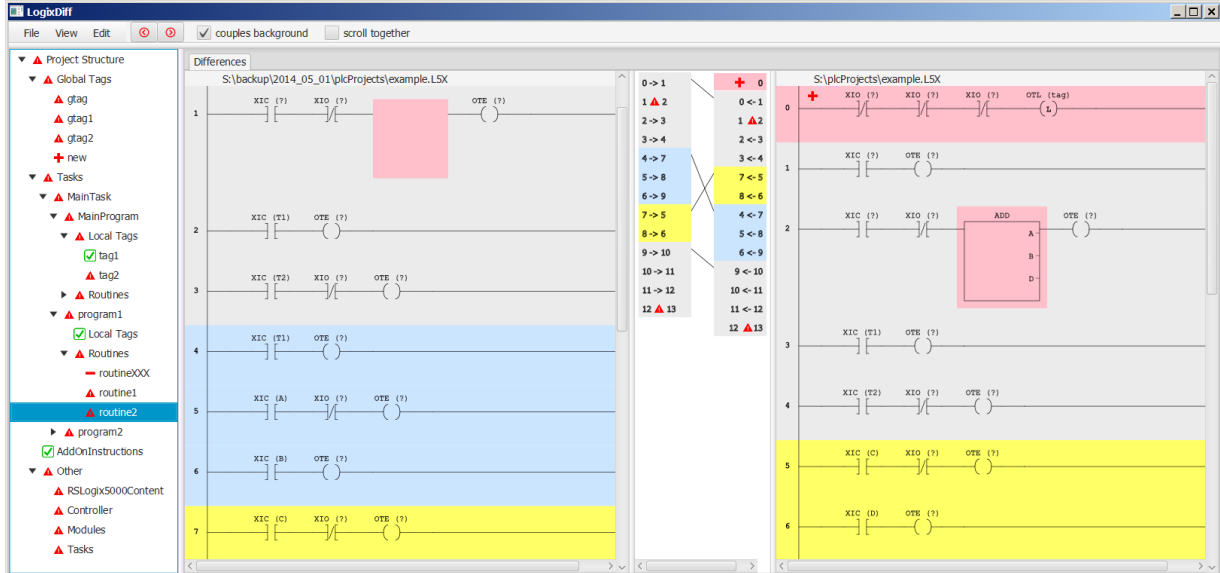 LogixDiff
File View Edit couples background scroll together
Project Structure
Global Tags
gtag
gtag1
gtag2
new
Tasks
MainTask
MainProgram
Local Tags
tag1
tag2
Routines
program1
Local Tags
Routines
routineXXX
routine1
routine2
program2
AddOnInstructions
Other
RSLogix5000Content
Controller
Modules
Tasks
Differences
S:\backup\2014_05_01\plcProjects\example.L5X
XIC (?) XIO (?) OTE (?)
1
XIC (T1) OTE (?)
2
XIC (T2) XIO (?) OTE (?)
3
XIC (T1) OTE (?)
4
XIC (A) XIO (?) OTE (?)
5
XIC (B) OTE (?)
6
XIC (C) XIO (?) OTE (?)
7
0 -> 1
1 2
2 -> 3
3 -> 4
4 -> 7
5 -> 8
6 -> 9
7 -> 5
8 -> 6
9 -> 10
10 -> 11
11 -> 12
12 13
0
0 <- 1
1 2
2 <- 3
3 <- 4
7 <- 5
8 <- 6
4 <- 7
5 <- 8
6 <- 9
9 <- 10
10 <- 11
11 <- 12
12 13
S:\plcProjects\example.L5X
XIO (?) XIO (?) XIO (?) OTL (tag)
0 L
XIC (?) OTE (?)
1
XIC (?) XIO (?) ADD OTE (?)
2 A
B
D
XIC (T1) OTE (?)
3
XIC (T2) XIO (?) OTE (?)
4
XIC (C) XIO (?) OTE (?)
5
XIC (D) OTE (?)
6